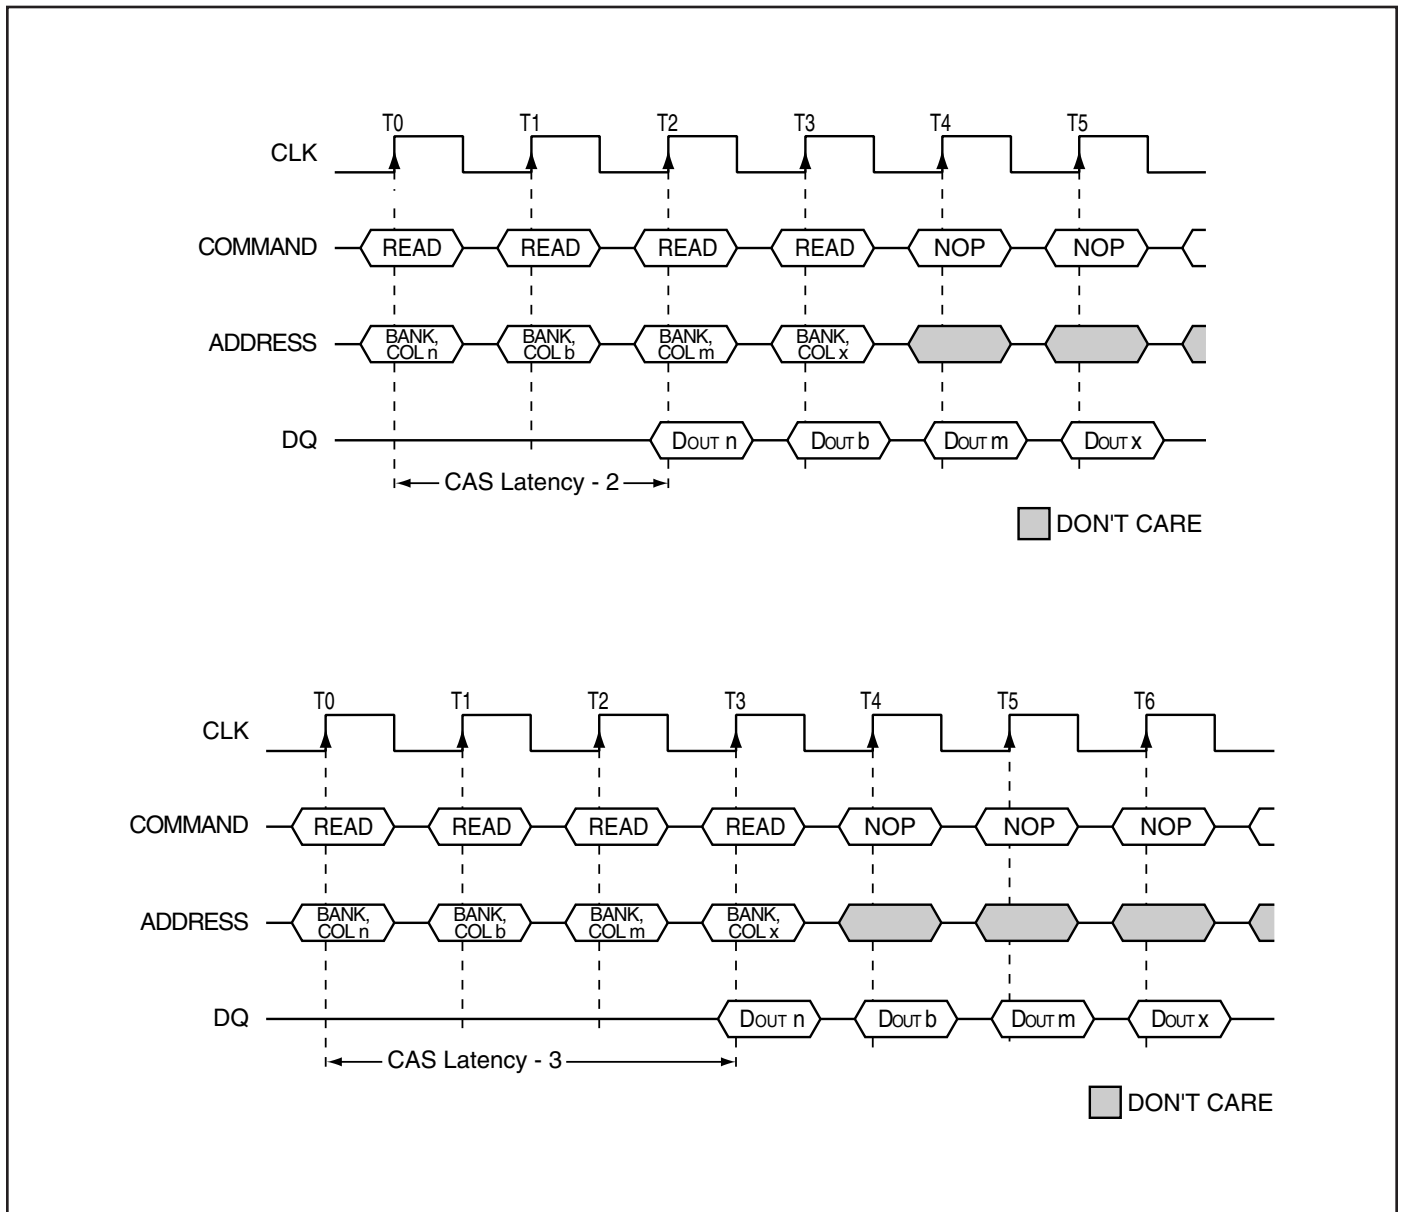 T0 T1 T2 T3 T4 T5
CLK
COMMAND READ READ READ READ NOP NOP
ADDRESS BANK, COL n BANK, COL b BANK, COL m BANK, COL x
DQ DOUT n DOUT b DOUT m DOUT x
CAS Latency - 2
DON'T CARE
T0 T1 T2 T3 T4 T5 T6
CLK
COMMAND READ READ READ READ NOP NOP NOP
ADDRESS BANK, COL n BANK, COL b BANK, COL m BANK, COL x
DQ DOUT n DOUT b DOUT m DOUT x
CAS Latency - 3
DON'T CARE